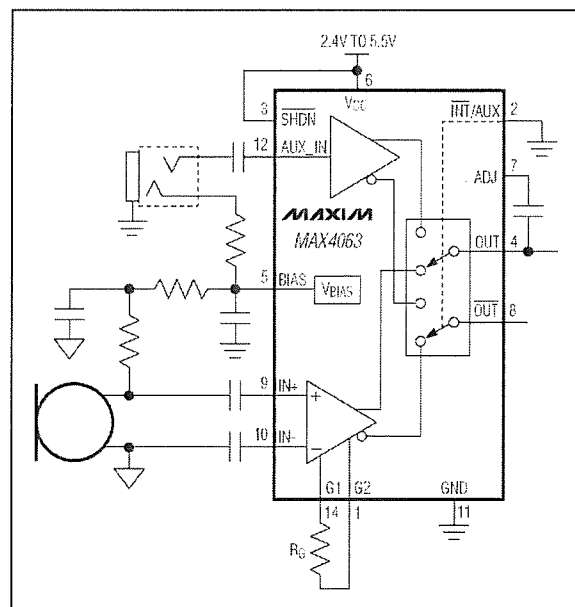 2.4V TO 5.5V
6
3 SHDN VCC INT/AUX 2
12 AUX_IN
ADJ 7
MAXIM
MAX4063
OUT 4
5 BIAS VBIAS
OUT 8
9 IN+ +
10 IN- −
G1 G2 GND
14 1 11
RG